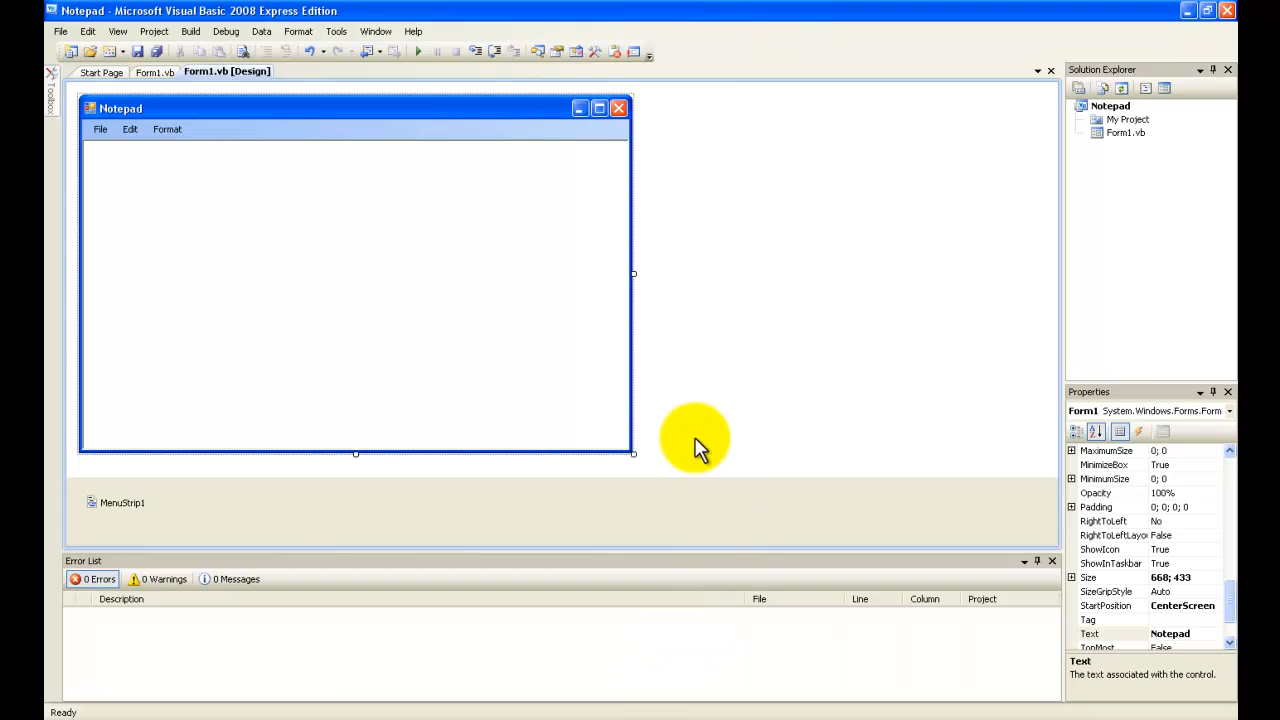 Notepad - Microsoft Visual Basic 2008 Express Edition
File Edit View Project Build Debug Data Format Tools Window Help
Toolbox
Start Page Form1.vb Form1.vb [Design]
Notepad
File Edit Format
MenuStrip1
Error List
0 Errors 0 Warnings 0 Messages
Description File Line Column Project
Solution Explorer
Notepad
My Project
Form1.vb
Properties
Form1 System.Windows.Forms.Form
MaximumSize 0; 0
MinimizeBox True
MinimumSize 0; 0
Opacity 100%
Padding 0; 0; 0; 0
RightToLeft No
RightToLeftLayou False
ShowIcon True
ShowInTaskbar True
Size 668; 433
SizeGripStyle Auto
StartPosition CenterScreen
Tag
Text Notepad
TopMost False
Text
The text associated with the control.
Ready